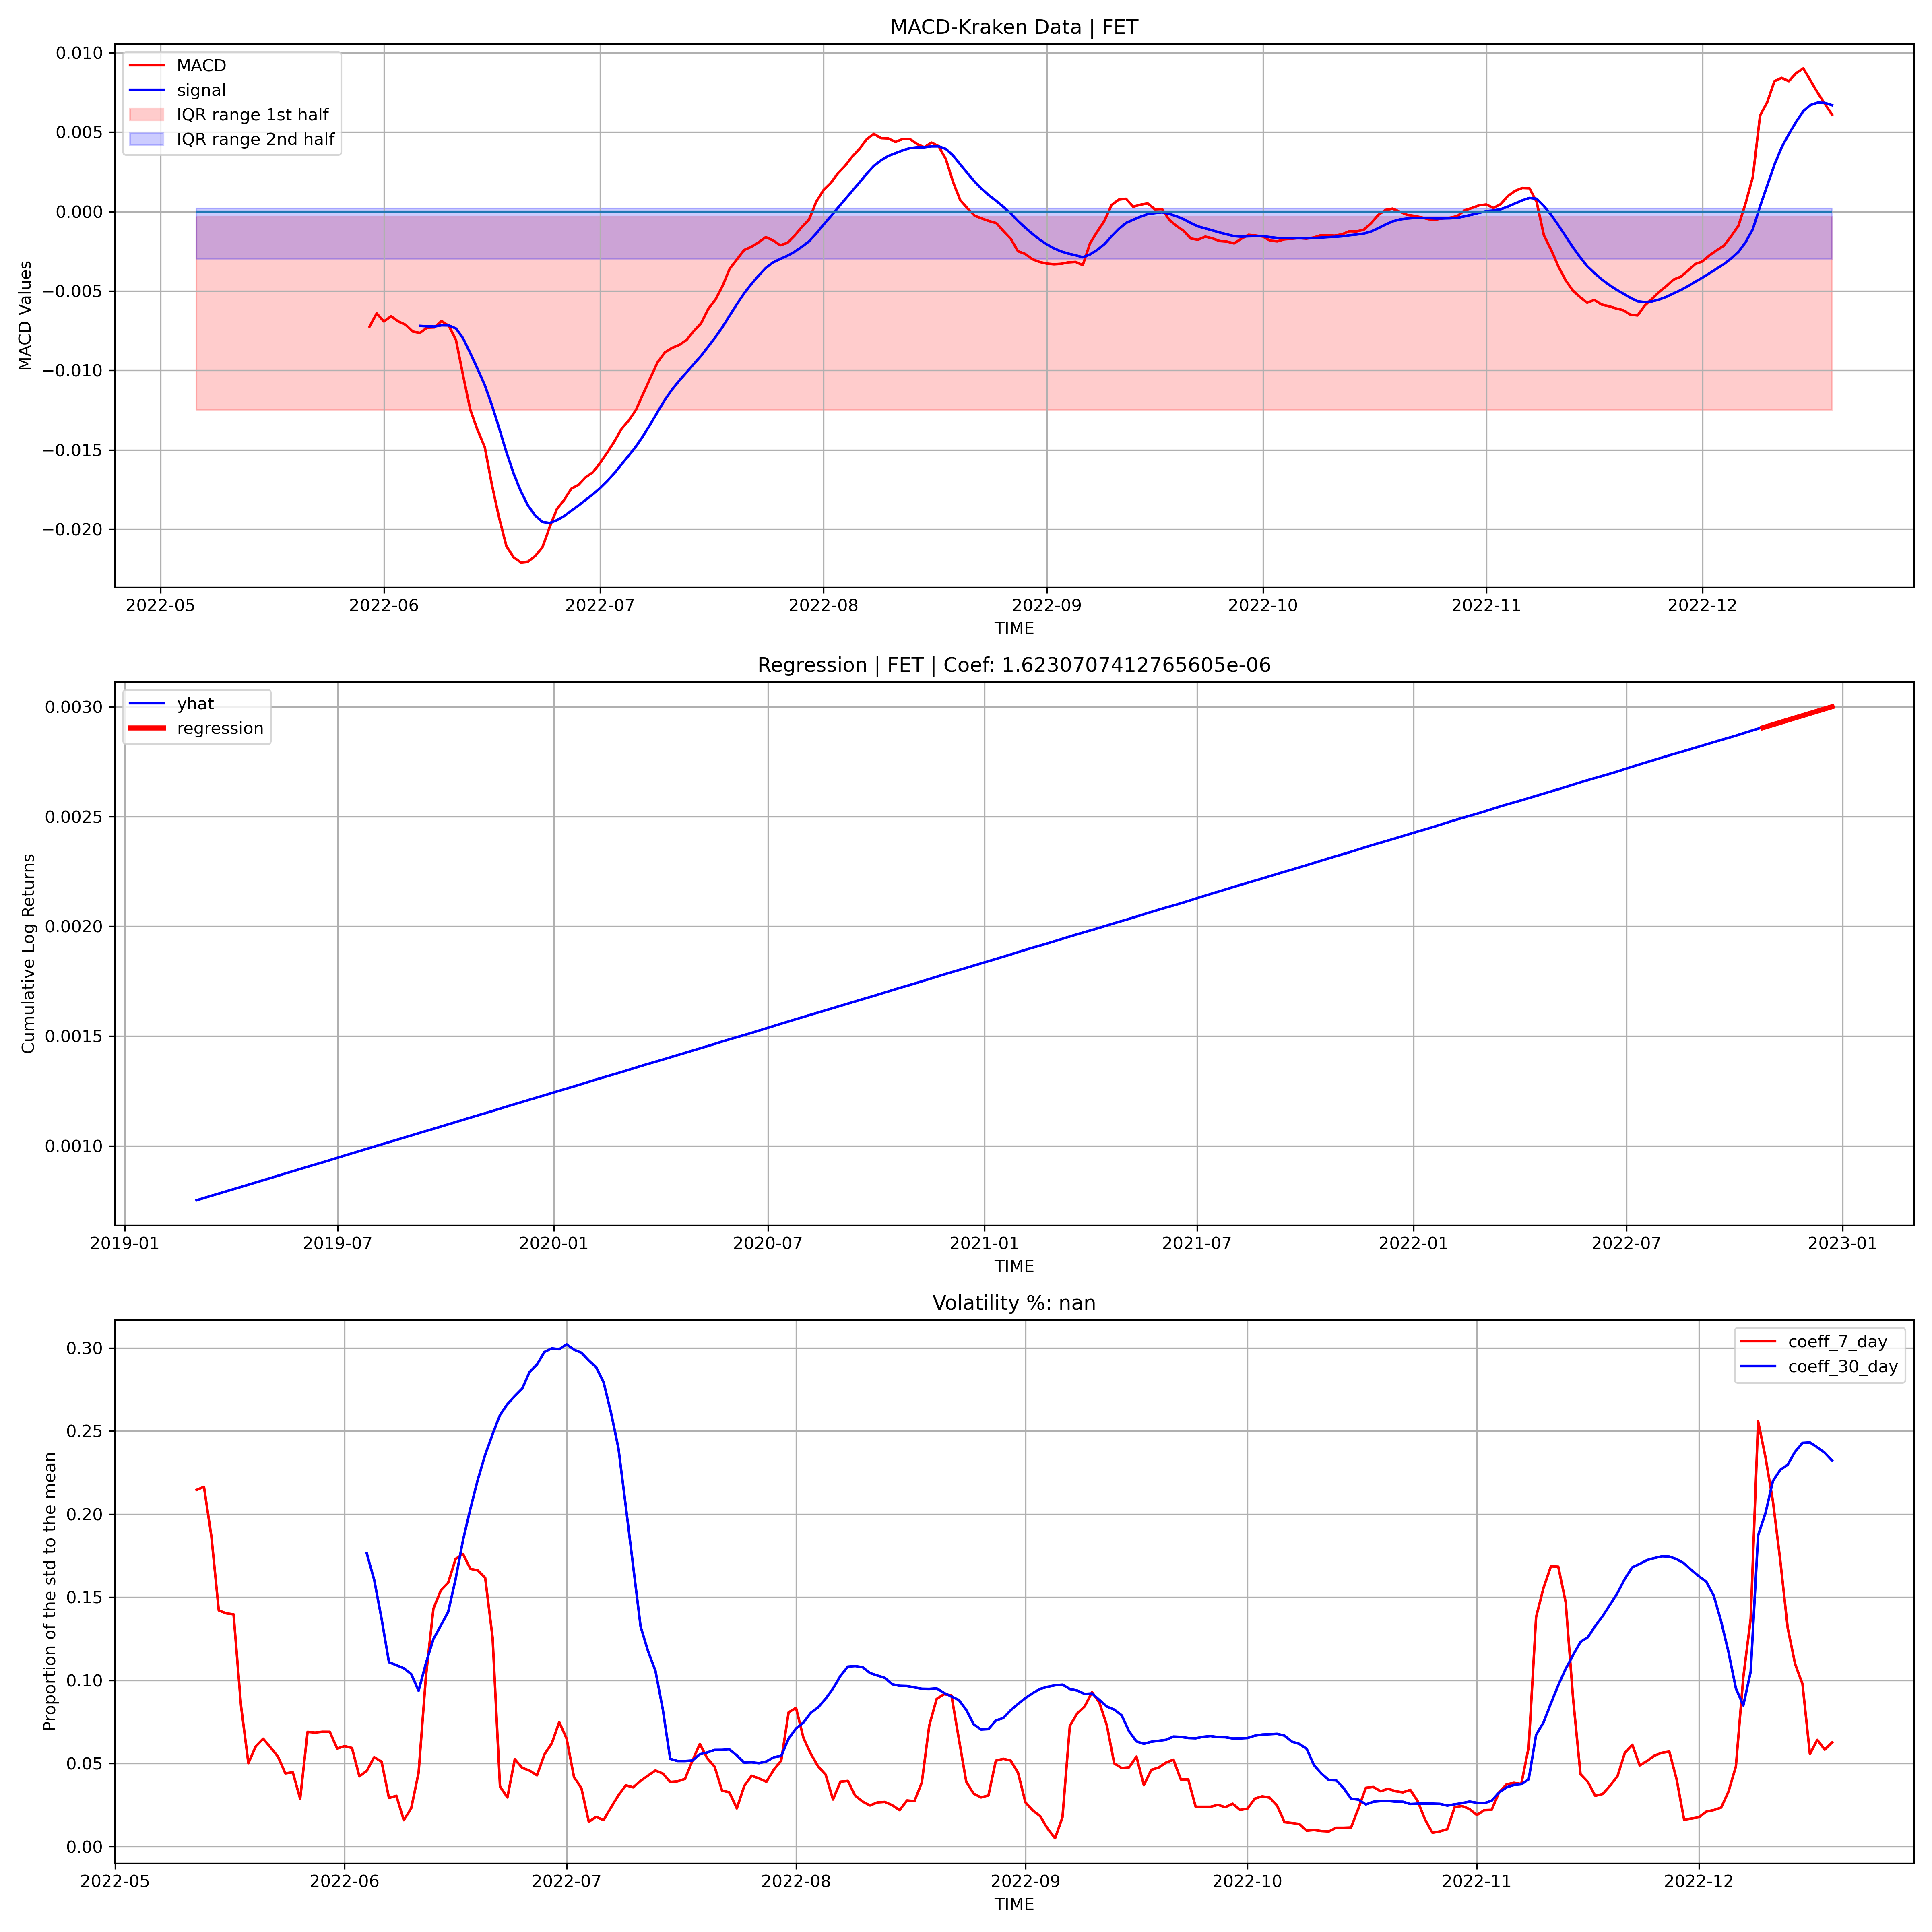 MACD-Kraken Data | FET
MACD
signal
IQR range 1st half
IQR range 2nd half
MACD Values
0.010
0.005
0.000
−0.005
−0.010
−0.015
−0.020
2022-05 2022-06 2022-07 2022-08 2022-09 2022-10 2022-11 2022-12
TIME
Regression | FET | Coef: 1.6230707412765605e-06
yhat
regression
Cumulative Log Returns
0.0030
0.0025
0.0020
0.0015
0.0010
2019-01 2019-07 2020-01 2020-07 2021-01 2021-07 2022-01 2022-07 2023-01
TIME
Volatility %: nan
coeff_7_day
coeff_30_day
Proportion of the std to the mean
0.30
0.25
0.20
0.15
0.10
0.05
0.00
2022-05 2022-06 2022-07 2022-08 2022-09 2022-10 2022-11 2022-12
TIME